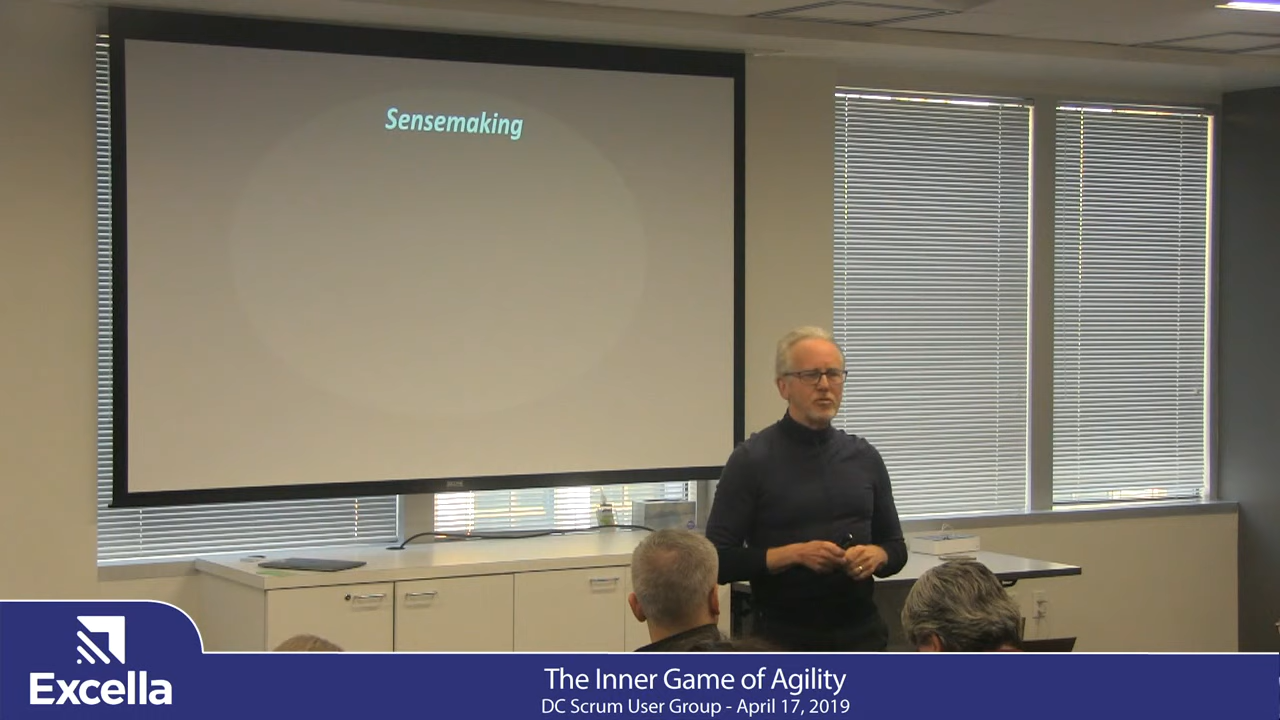 Sensemaking
Excella
The Inner Game of Agility
DC Scrum User Group - April 17, 2019